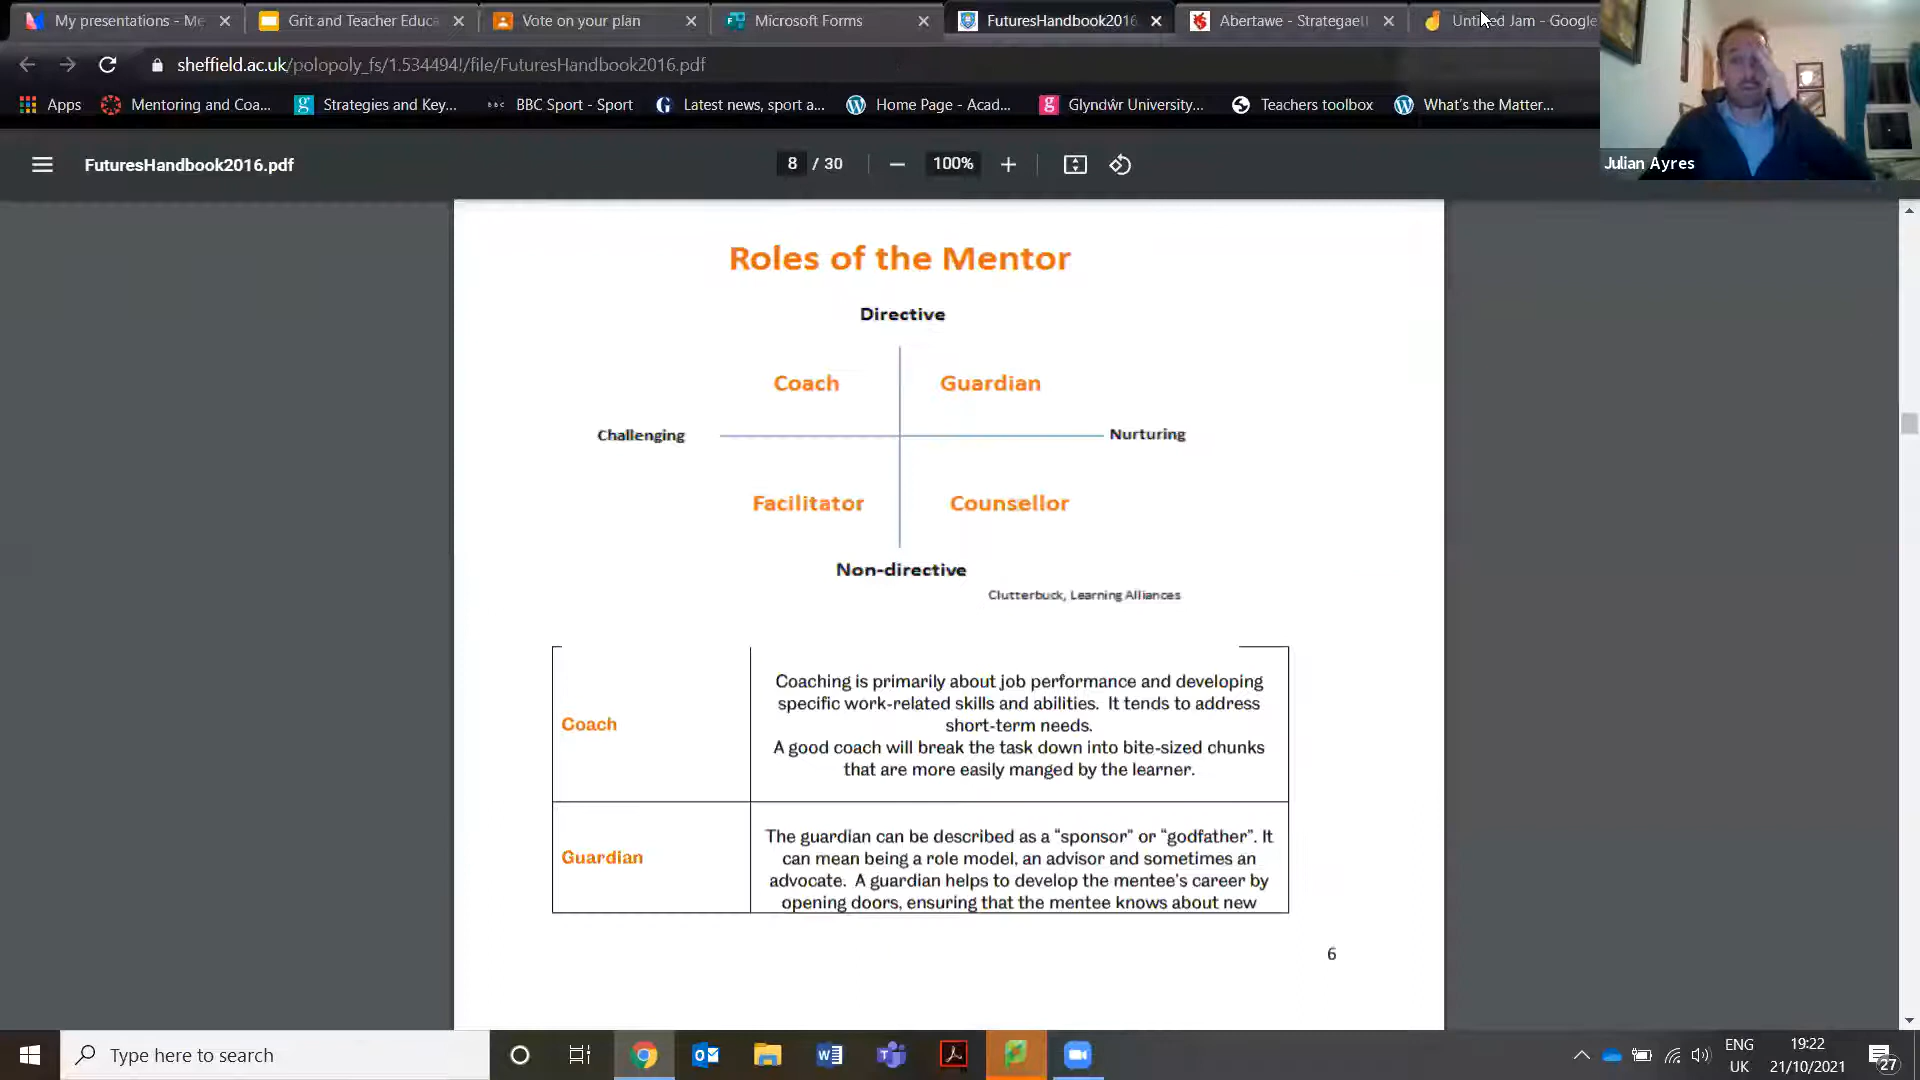 My presentations - Me
Grit and Teacher Educa
Vote on your plan
Microsoft Forms
FuturesHandbook2016
Abertawe - Strategaet
Untitled Jam - Google
sheffield.ac.uk/polopoly_fs/1.534494!/file/FuturesHandbook2016.pdf
Apps
Mentoring and Coa...
Strategies and Key...
BBC Sport - Sport
Latest news, sport a...
Home Page - Acad...
Glyndŵr University,...
Teachers toolbox
What's the Matter...
Julian Ayres
FuturesHandbook2016.pdf
8 / 30
100%
Roles of the Mentor
Directive
Coach
Guardian
Challenging
Nurturing
Facilitator
Counsellor
Non-directive
Clutterbuck, Learning Alliances
Coach
Coaching is primarily about job performance and developing
specific work-related skills and abilities. It tends to address
short-term needs.
A good coach will break the task down into bite-sized chunks
that are more easily manged by the learner.
Guardian
The guardian can be described as a “sponsor” or “godfather”. It
can mean being a role model, an advisor and sometimes an
advocate. A guardian helps to develop the mentee's career by
opening doors, ensuring that the mentee knows about new
6
Type here to search
ENG
UK
19:22
21/10/2021
27